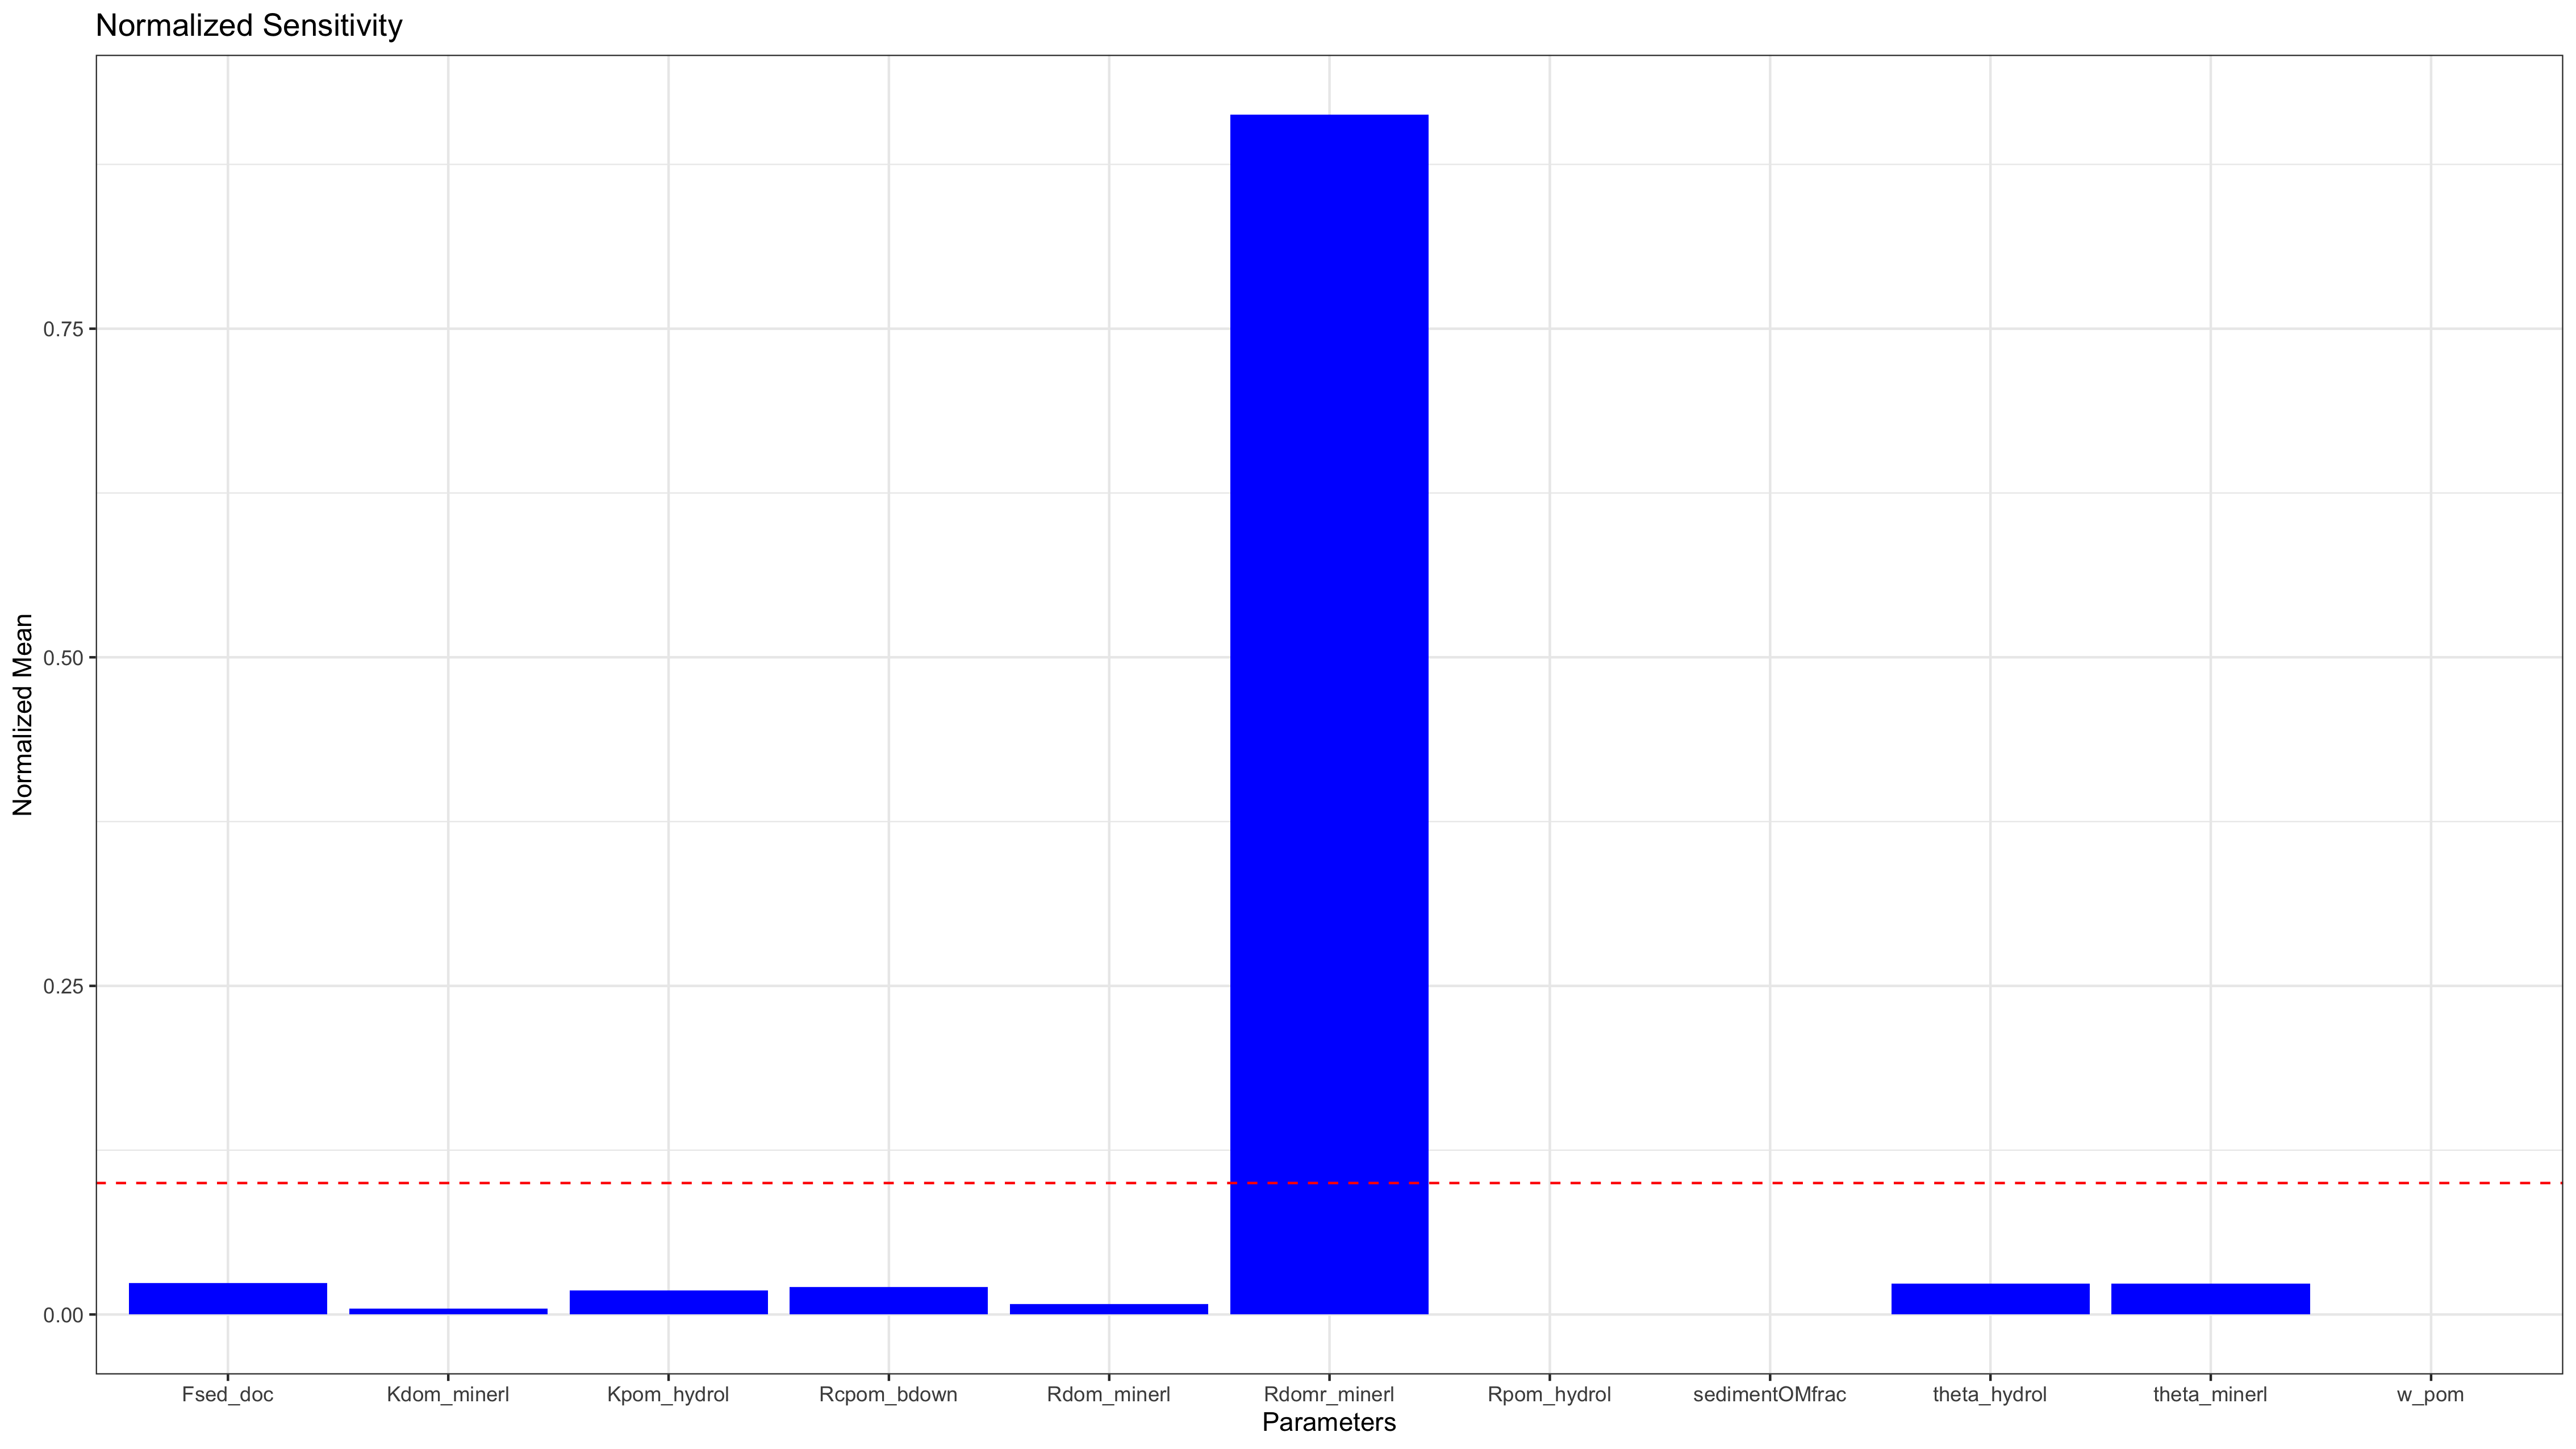 Normalized Sensitivity
Normalized Mean
0.75
0.50
0.25
0.00
Fsed_doc Kdom_minerl Kpom_hydrol Rcpom_bdown Rdom_minerl Rdomr_minerl Rpom_hydrol sedimentOMfrac theta_hydrol theta_minerl w_pom
Parameters